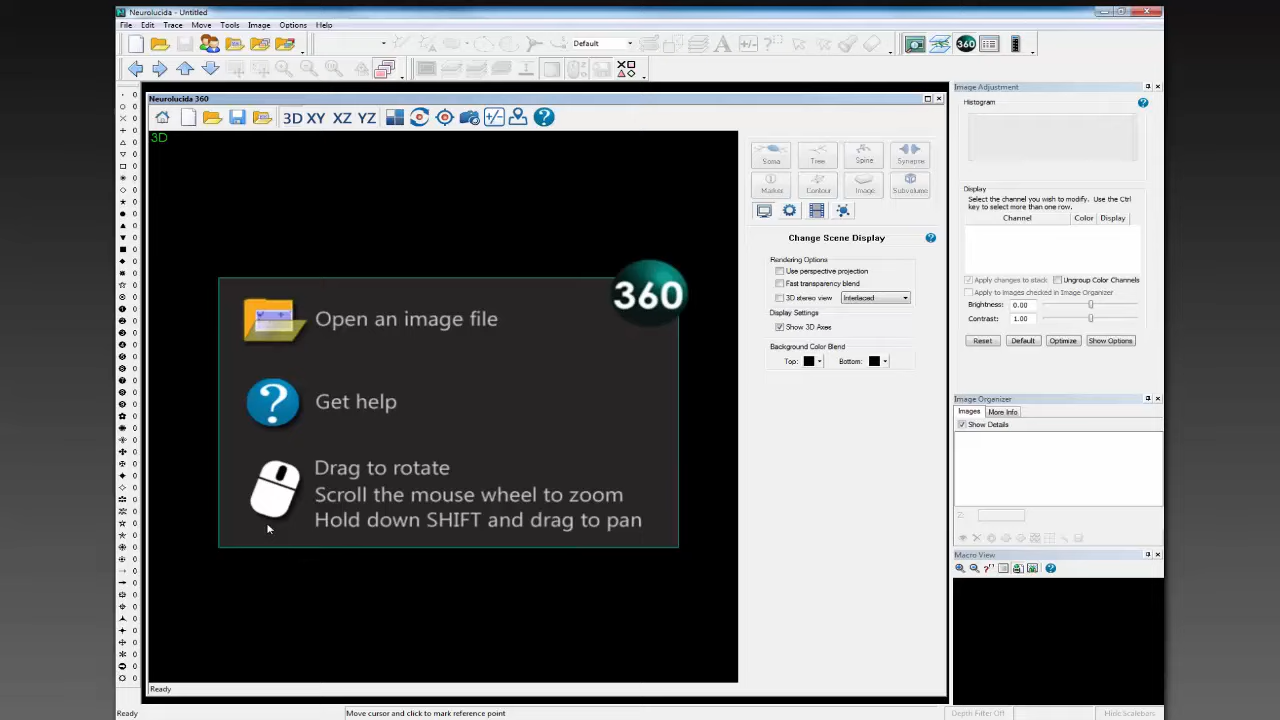 Neurolucida - Untitled
File Edit Trace Move Tools Image Options Help
Default
360
Neurolucida 360
3D XY XZ YZ
3D
360
Open an image file
Get help
Drag to rotate
Scroll the mouse wheel to zoom
Hold down SHIFT and drag to pan
Ready
Soma Tree Spine Synapse
Marker Contour Image Subvolume
Change Scene Display
Rendering Options
Use perspective projection
Fast transparency blend
3D stereo view Interlaced
Display Settings
Show 3D Axes
Background Color Blend
Top: Bottom:
Image Adjustment
Histogram
Display
Select the channel you wish to modify. Use the Ctrl
key to select more than one row.
Channel Color Display
Apply changes to stack Ungroup Color Channels
Apply to images checked in Image Organizer
Brightness: 0.00
Contrast: 1.00
Reset Default Optimize Show Options
Image Organizer
Images More Info
Show Details
Z:
Macro View
Ready
Move cursor and click to mark reference point
Depth Filter Off
Hide Scalebars